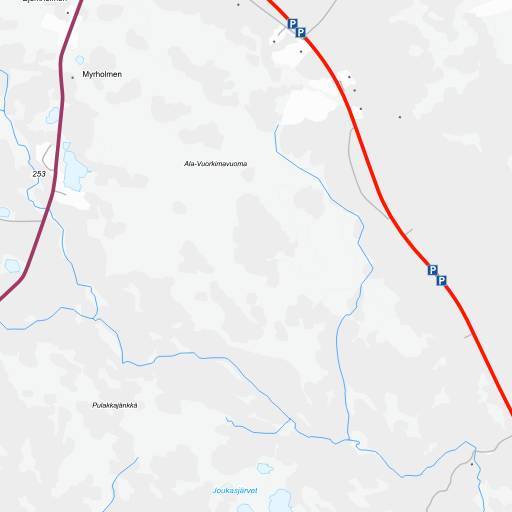 Myrholmen
Ala-Vuorkimavuoma
253
P
P
P
P
Pulakkajänkkä
Joukasjärvet